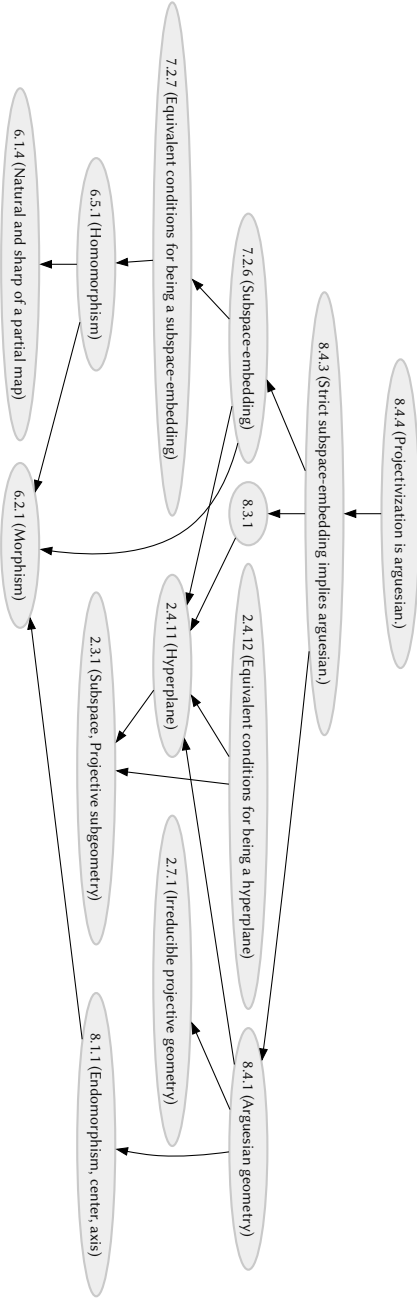 8.4.4 (Projectivization is arguesian.)
8.4.3 (Strict subspace-embedding implies arguesian.)
7.2.6 (Subspace-embedding)
8.3.1
2.4.12 (Equivalent conditions for being a hyperplane)
8.4.1 (Arguesian geometry)
7.2.7 (Equivalent conditions for being a subspace-embedding)
2.4.11 (Hyperplane)
2.7.1 (Irreducible projective geometry)
6.5.1 (Homomorphism)
2.3.1 (Subspace, Projective subgeometry)
8.1.1 (Endomorphism, center, axis)
6.1.4 (Natural and sharp of a partial map)
6.2.1 (Morphism)